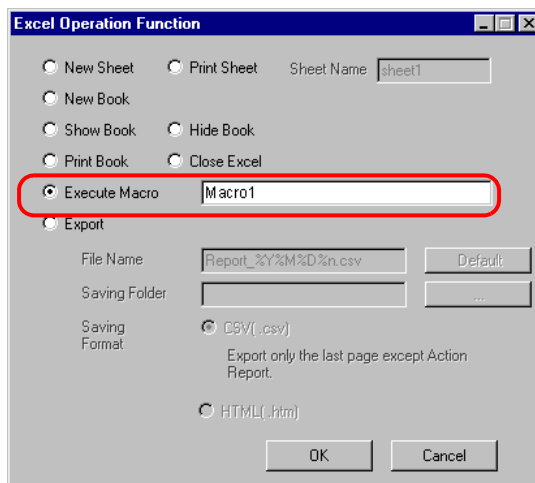 Excel Operation Function
New Sheet Print Sheet Sheet Name sheet1
New Book
Show Book Hide Book
Print Book Close Excel
Execute Macro Macro1
Export
File Name Report_%Y%M%D%n.csv Default
Saving Folder ...
Saving Format CSV(.csv)
Export only the last page except Action
Report.
HTML(.htm)
OK Cancel